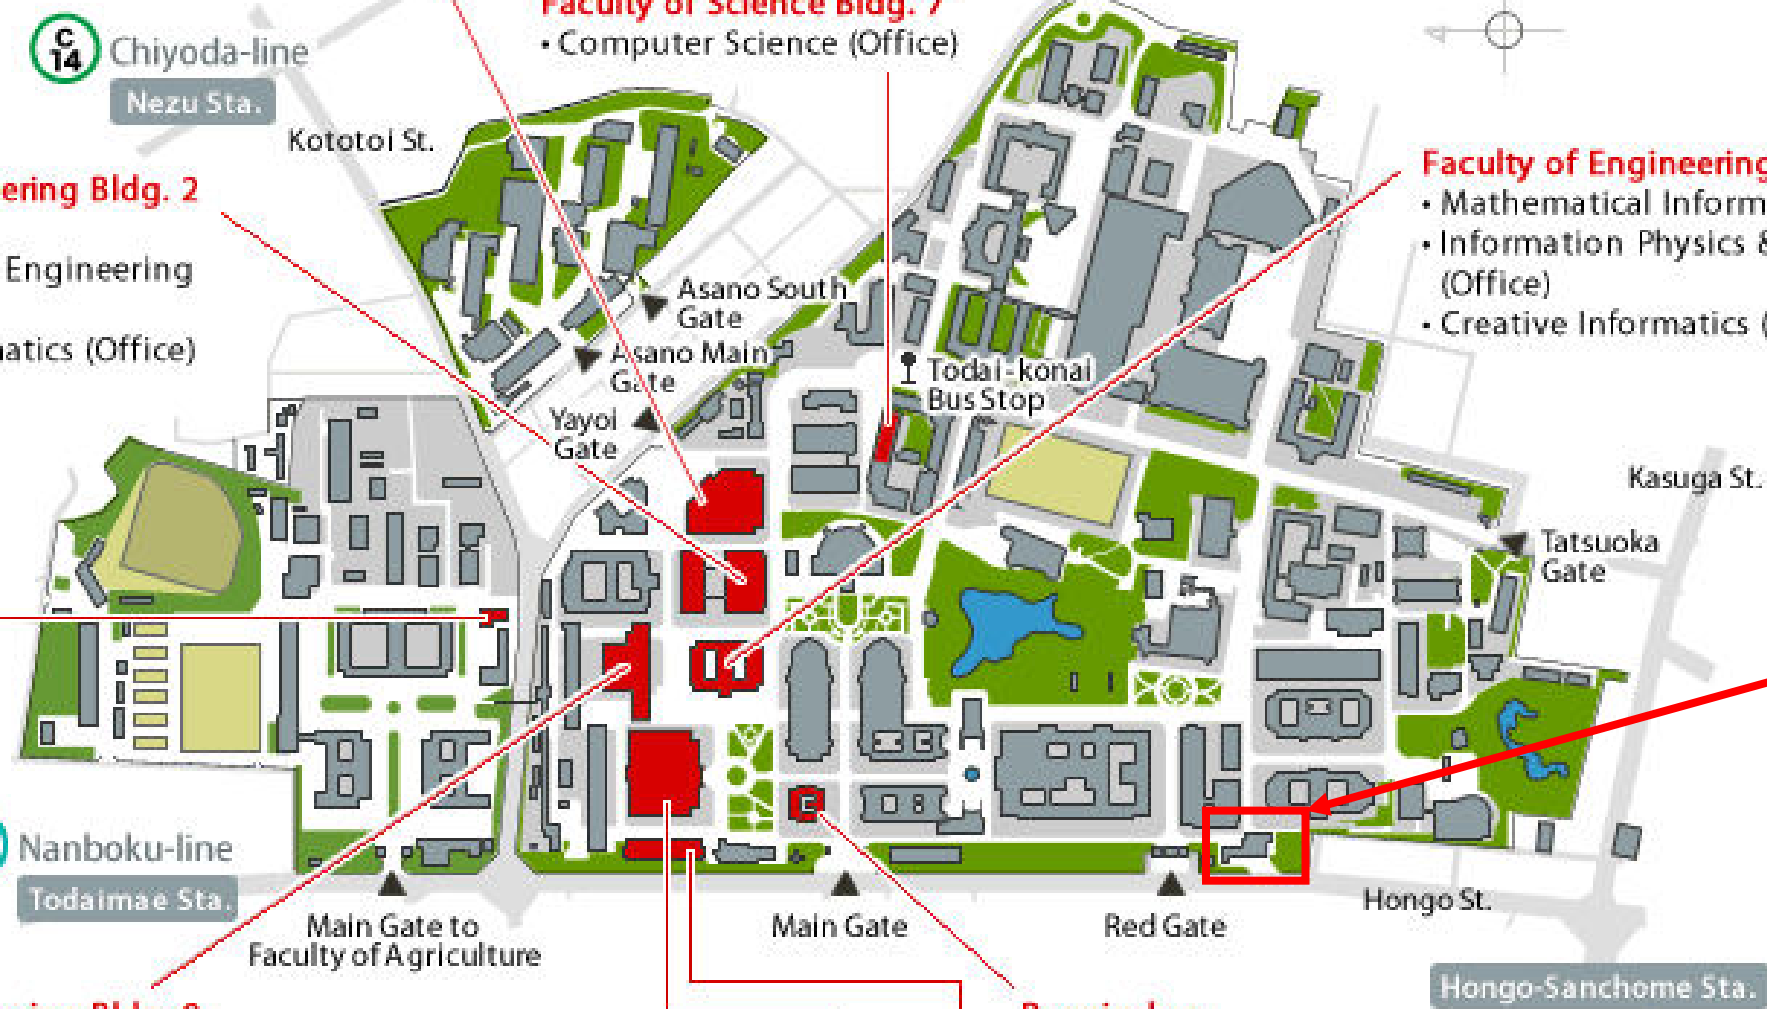 Faculty of Science Bldg. 7
• Computer Science (Office)
C
14
Chiyoda-line
Nezu Sta.
Kototoi St.
ering Bldg. 2
Engineering
atics (Office)
Faculty of Engineering
• Mathematical Inform
• Information Physics &
(Office)
• Creative Informatics (
Asano South
Gate
Asano Main
Gate
Yayoi
Gate
Todai-konai
Bus Stop
Kasuga St.
Tatsuoka
Gate
Nanboku-line
Todaimae Sta.
Main Gate to
Faculty of Agriculture
Main Gate
Red Gate
Hongo St.
Hongo-Sanchome Sta.